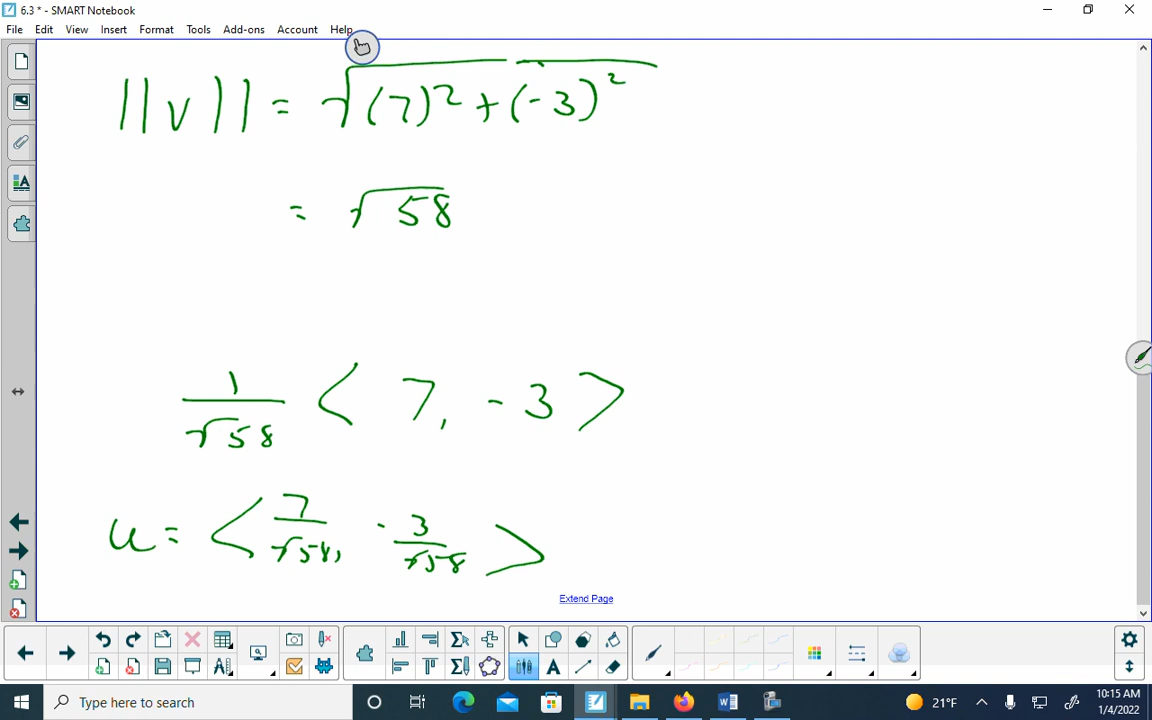 6.3 * - SMART Notebook
File Edit View Insert Format Tools Add-ons Account Help
||v|| = √(7)² + (-3)²
= √58
1/√58 < 7, -3 >
u = < 7/√58, -3/√58 >
Extend Page
Type here to search
21°F
10:15 AM
1/4/2022